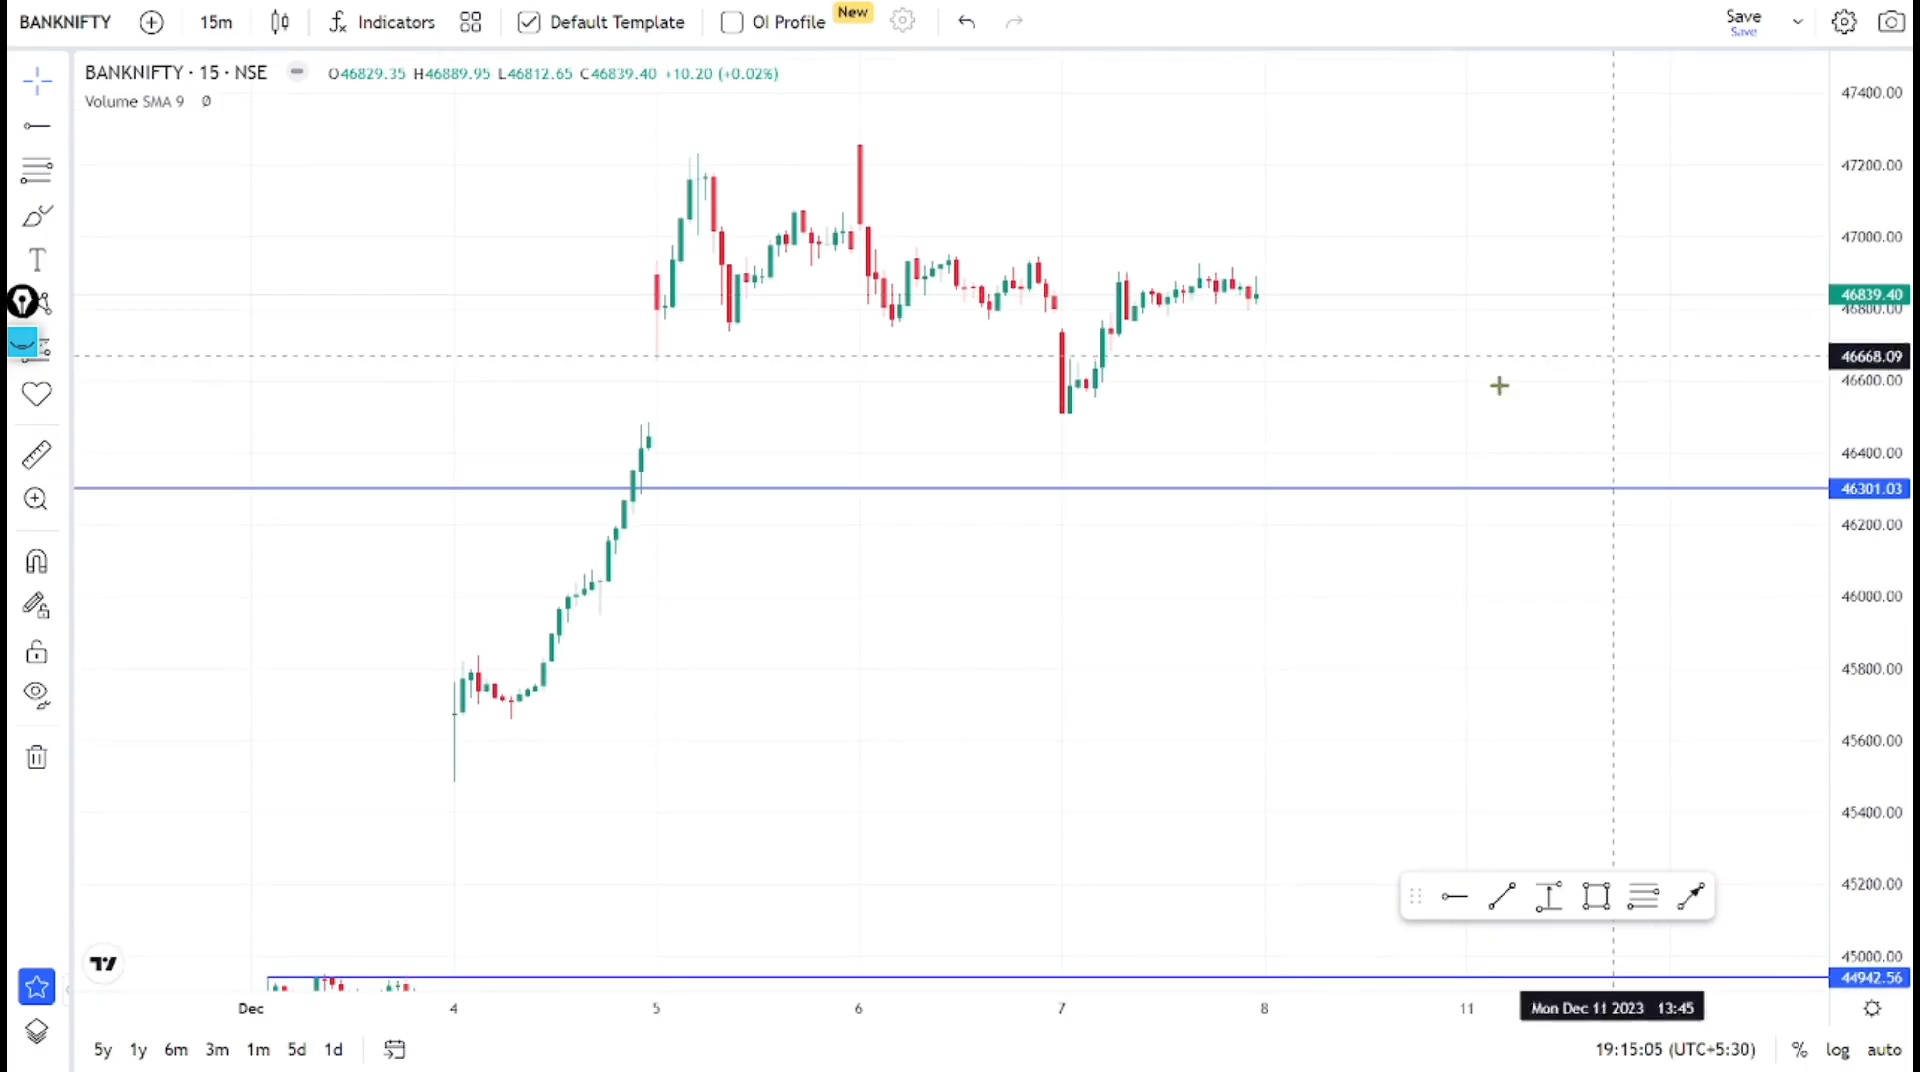 BANKNIFTY 15m Indicators Default Template OI Profile New Save
Save
BANKNIFTY · 15 · NSE O46829.35 H46889.95 L46812.65 C46839.40 +10.20 (+0.02%)
Volume SMA 9 Ø
47400.00
47200.00
47000.00
46839.40
46800.00
46668.09
46600.00
46400.00
46301.03
46200.00
46000.00
45800.00
45600.00
45400.00
45200.00
45000.00
44942.56
Dec 4 5 6 7 8 11 Mon Dec 11 2023 13:45
5y 1y 6m 3m 1m 5d 1d 19:15:05 (UTC+5:30) % log auto